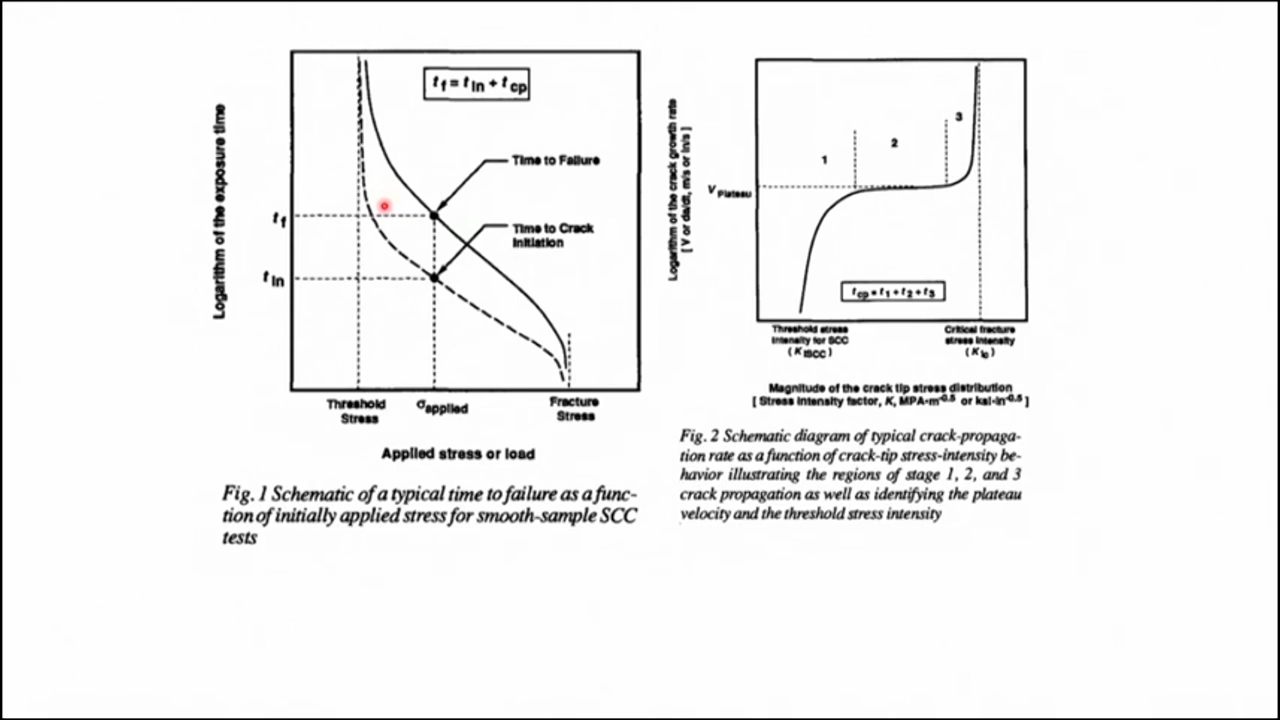 t_f = t_in + t_cp
Logarithm of the exposure time
Time to Failure
Time to Crack
Initiation
t_f
t_in
Threshold
Stress
σ_applied
Fracture
Stress
Applied stress or load
Fig. 1 Schematic of a typical time to failure as a func-
tion of initially applied stress for smooth-sample SCC
tests
Logarithm of the crack growth rate
[ V or da/dt, m/s or in/s ]
1
2
3
V Plateau
t_cp = t_1 + t_2 + t_3
Threshold stress
intensity for SCC
( K_ISCC )
Critical fracture
stress intensity
( K_Ic )
Magnitude of the crack tip stress distribution
[ Stress intensity factor, K, MPA-m^-0.5 or ksi-in^-0.5 ]
Fig. 2 Schematic diagram of typical crack-propaga-
tion rate as a function of crack-tip stress-intensity be-
havior illustrating the regions of stage 1, 2, and 3
crack propagation as well as identifying the plateau
velocity and the threshold stress intensity